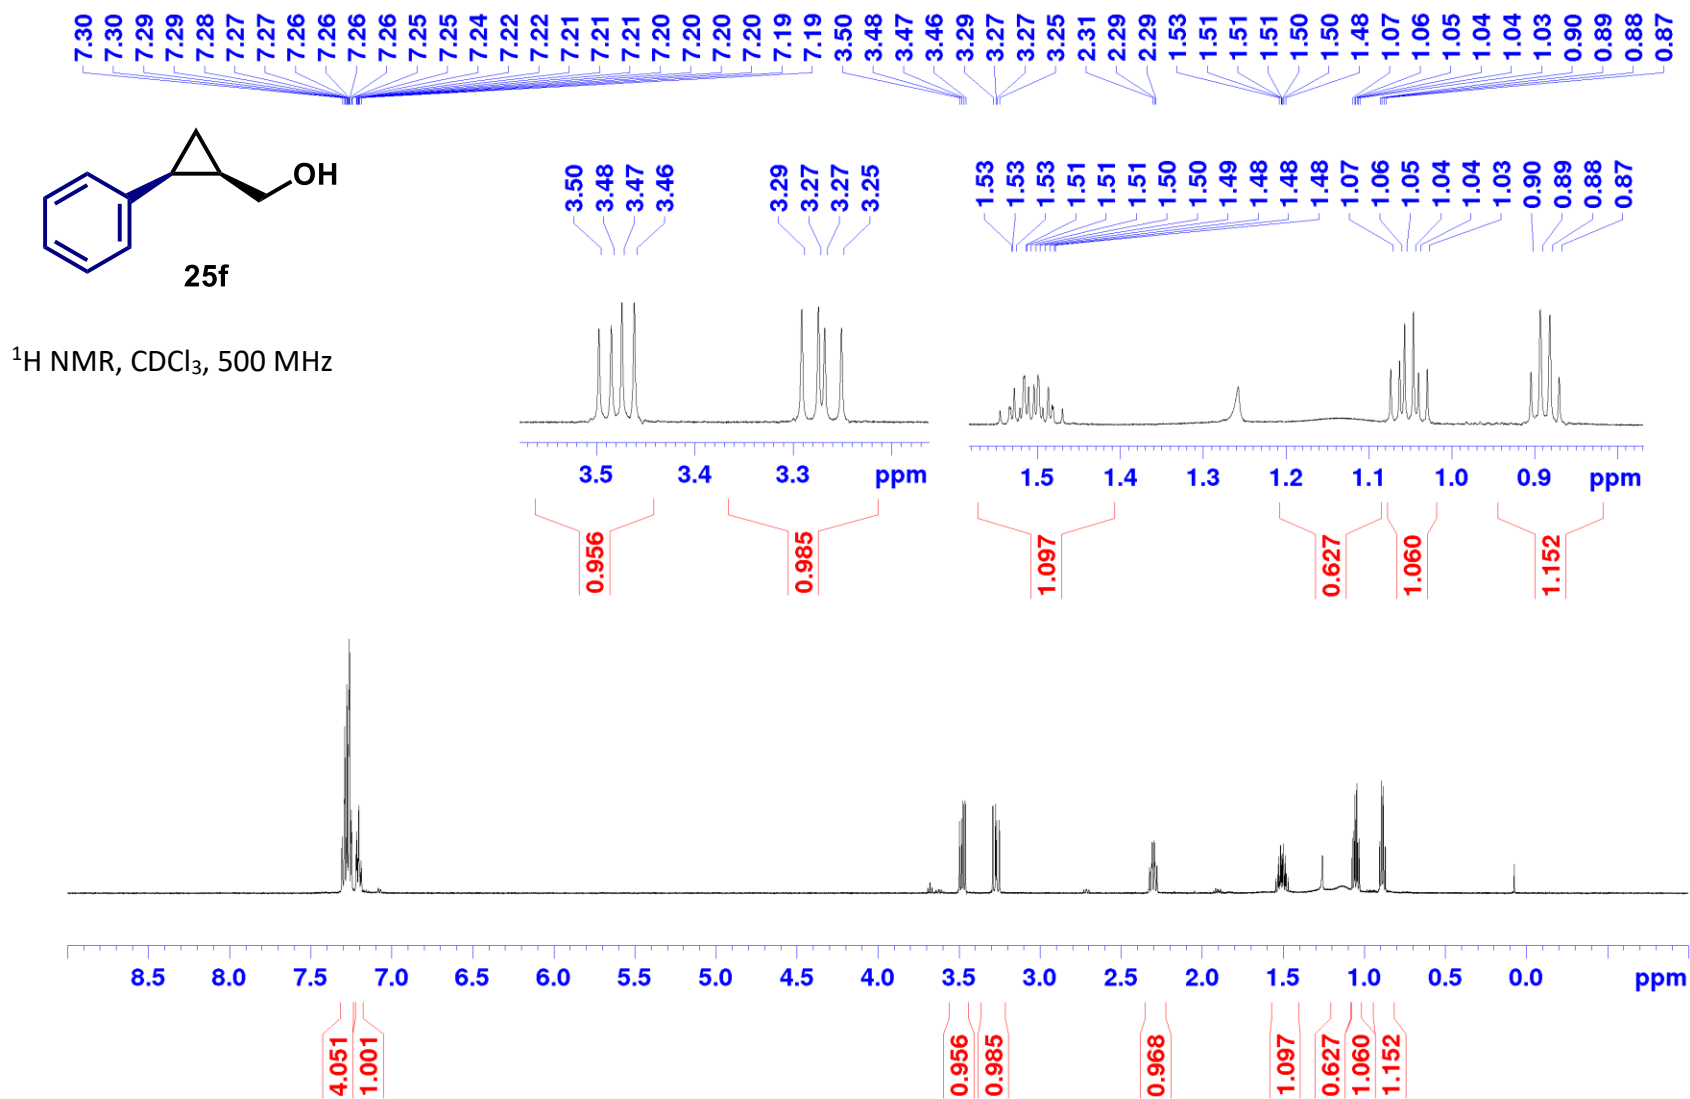 7.30 7.30 7.29 7.29 7.28 7.27 7.27 7.26 7.26 7.26 7.26 7.25 7.25 7.24 7.22 7.22 7.21 7.21 7.21 7.20 7.20 7.20 7.20 7.19 7.19 3.50 3.48 3.47 3.46 3.29 3.27 3.27 3.25 2.31 2.29 2.29 1.53 1.51 1.51 1.51 1.50 1.50 1.48 1.07 1.06 1.05 1.04 1.04 1.03 0.90 0.89 0.88 0.87
OH
25f
1H NMR, CDCl3, 500 MHz
3.50 3.48 3.47 3.46 3.29 3.27 3.27 3.25
1.53 1.53 1.53 1.51 1.51 1.51 1.50 1.50 1.49 1.48 1.48 1.48 1.07 1.06 1.05 1.04 1.04 1.03 0.90 0.89 0.88 0.87
3.5 3.4 3.3 ppm
1.5 1.4 1.3 1.2 1.1 1.0 0.9 ppm
0.956 0.985
1.097 0.627 1.060 1.152
8.5 8.0 7.5 7.0 6.5 6.0 5.5 5.0 4.5 4.0 3.5 3.0 2.5 2.0 1.5 1.0 0.5 0.0 ppm
4.051 1.001 0.956 0.985 0.968 1.097 0.627 1.060 1.152